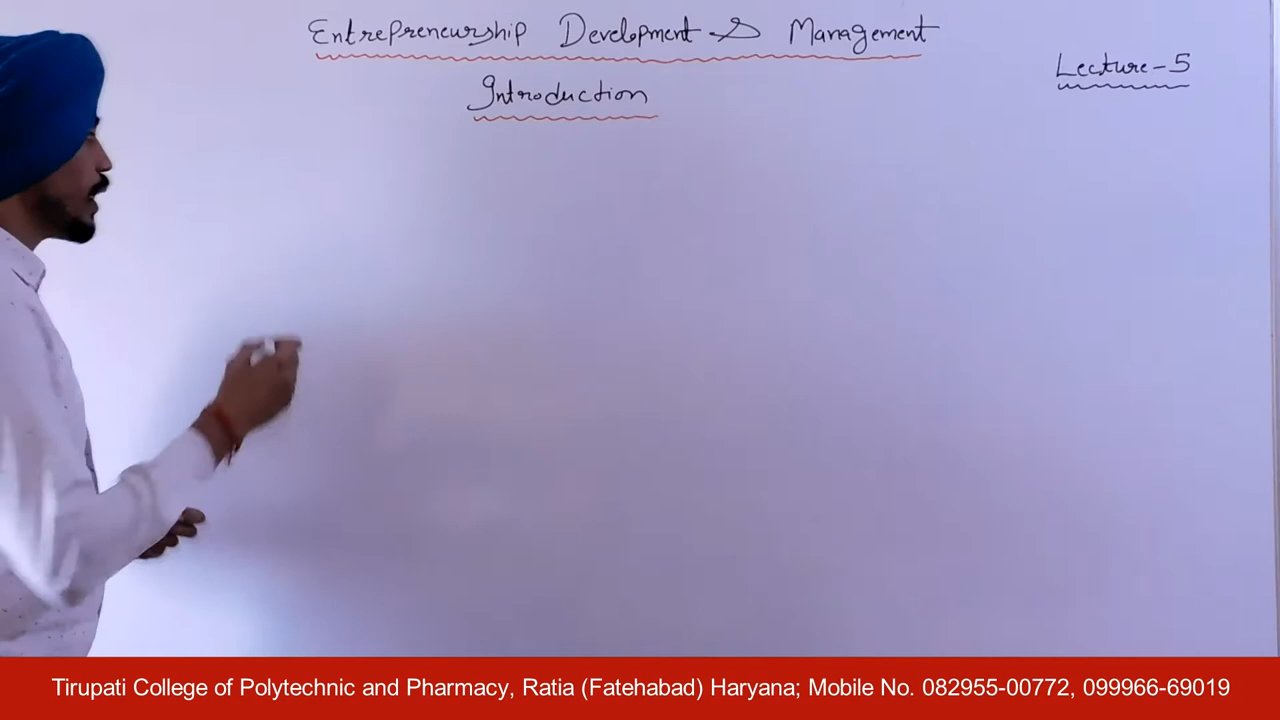 Entrepreneurship Development & Management
Lecture-5
Introduction
Tirupati College of Polytechnic and Pharmacy, Ratia (Fatehabad) Haryana; Mobile No. 082955-00772, 099966-69019